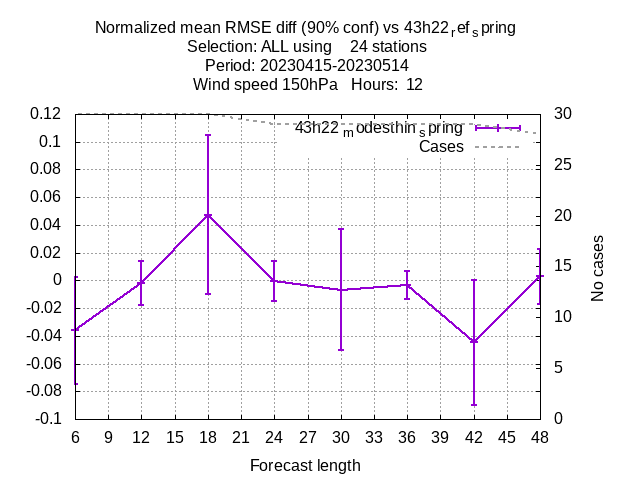 Normalized mean RMSE diff (90% conf) vs 43h22refspring
Selection: ALL using 24 stations
Period: 20230415-20230514
Wind speed 150hPa Hours: 12
43h22modesthinspring
Cases
0.12
0.1
0.08
0.06
0.04
0.02
0
-0.02
-0.04
-0.06
-0.08
-0.1
30
25
20
15
10
5
0
No cases
6 9 12 15 18 21 24 27 30 33 36 39 42 45 48
Forecast length